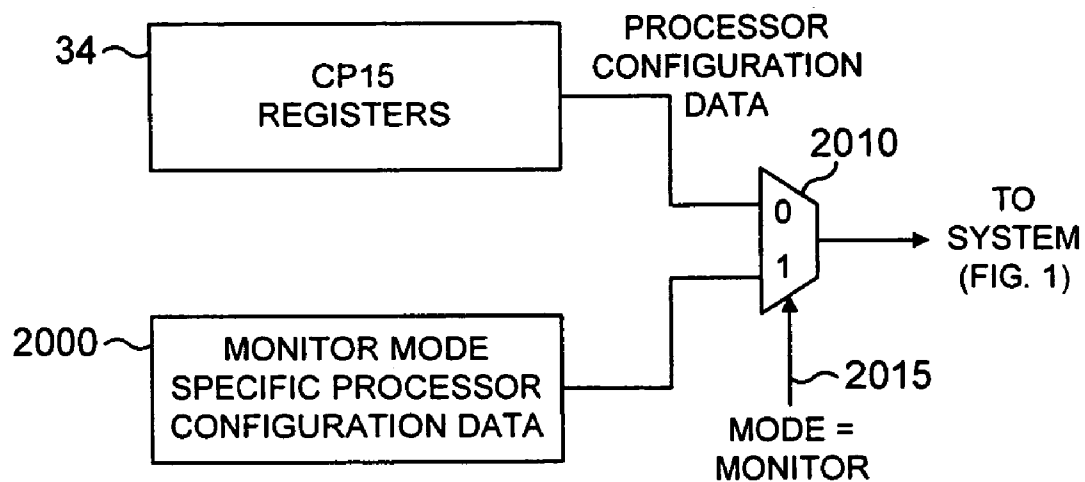 34
CP15
REGISTERS
PROCESSOR
CONFIGURATION
DATA
2010
0
1
TO
SYSTEM
(FIG. 1)
2000
MONITOR MODE
SPECIFIC PROCESSOR
CONFIGURATION DATA
2015
MODE =
MONITOR